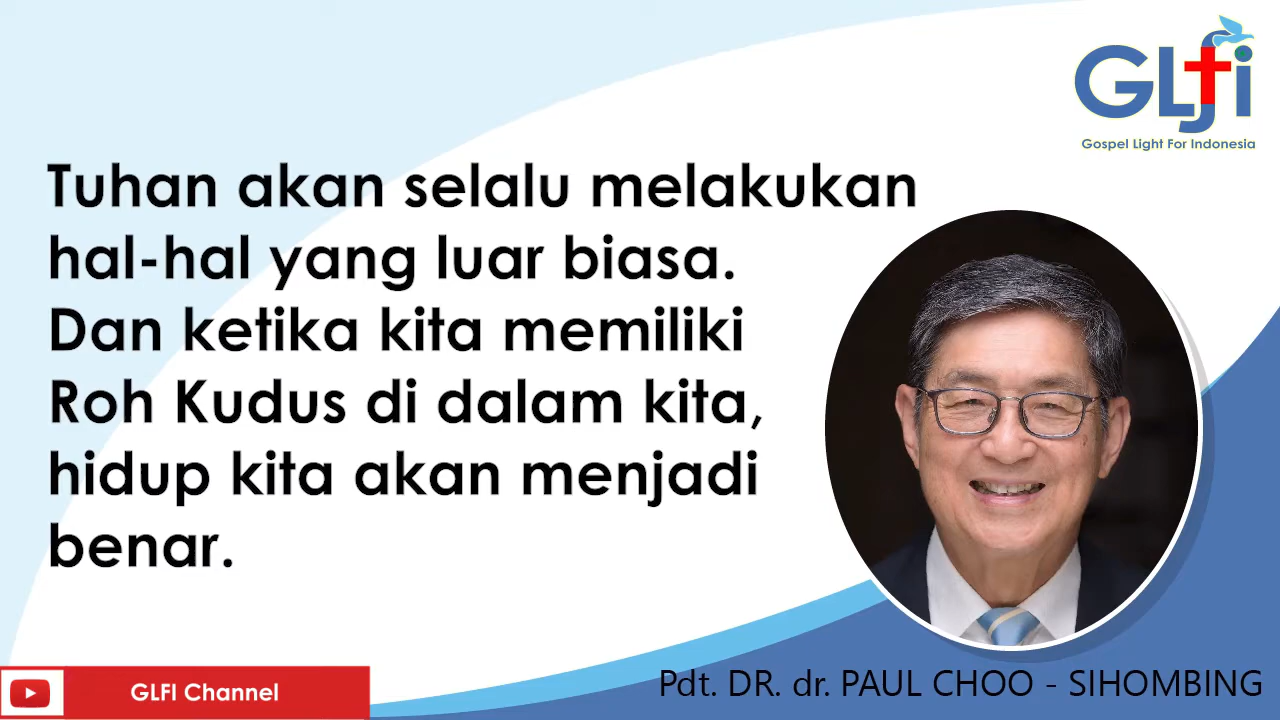 GLfi
Gospel Light For Indonesia
Tuhan akan selalu melakukan
hal-hal yang luar biasa.
Dan ketika kita memiliki
Roh Kudus di dalam kita,
hidup kita akan menjadi
benar.
GLFI Channel
Pdt. DR. dr. PAUL CHOO - SIHOMBING